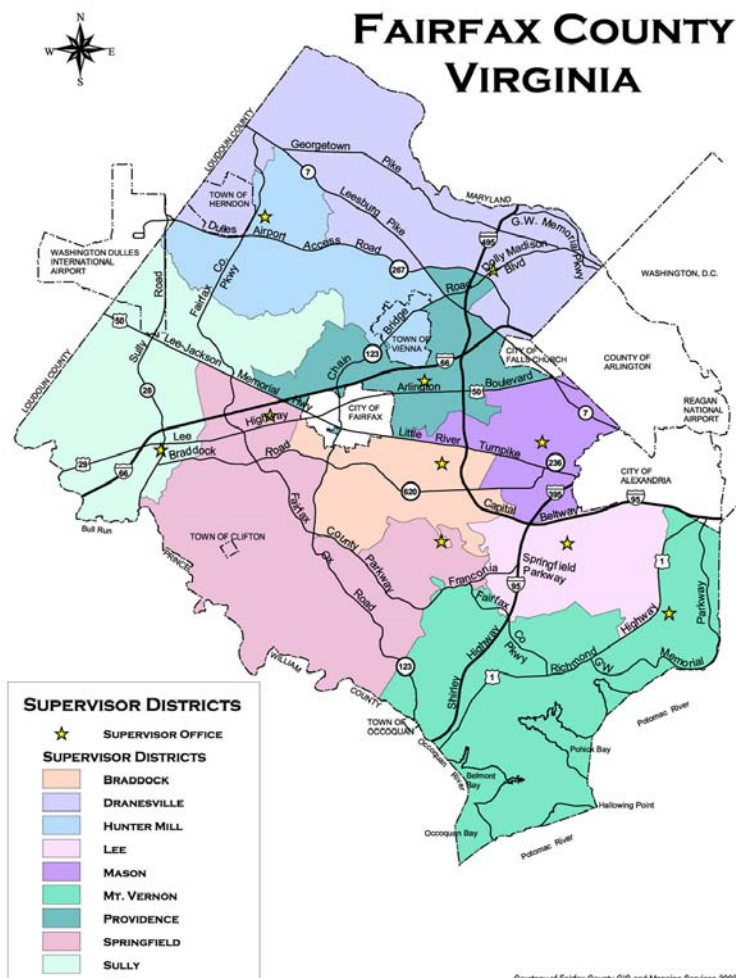 FAIRFAX COUNTY
VIRGINIA
N
W E
S
LOUDOUN COUNTY
Georgetown
Pike
7
Leesburg
Pike
MARYLAND
TOWN OF
HERNDON
G.W. Memorial
Pkwy
495
Dolly Madison
Blvd
Dulles Airport Access Road
267
WASHINGTON DULLES
INTERNATIONAL
AIRPORT
WASHINGTON, D.C.
Fairfax Co. Pkwy
Sully Road
50
Lee-Jackson
Memorial
Hwy
28
LOUDOUN COUNTY
Chain Bridge Road
TOWN OF
VIENNA
123
66
CITY OF
FALLS CHURCH
COUNTY OF
ARLINGTON
Arlington
50
Boulevard
7
REAGAN
NATIONAL
AIRPORT
CITY OF
FAIRFAX
Lee Highway
Little River Turnpike
236
29
66
Braddock Road
620
CITY OF
ALEXANDRIA
395
95
Capital
Beltway
Bull Run
TOWN OF CLIFTON
Fairfax
County
Parkway
Ox
Road
PRINCE
WILLIAM
COUNTY
Franconia
Springfield
Parkway
95
Fairfax
Co
Pkwy
1
Highway
Richmond
Parkway
GW
Memorial
123
Shirley
Highway
1
TOWN OF
OCCOQUAN
Occoquan River
Potomac River
Pohick Bay
Belmont
Bay
Hallowing Point
Occoquan Bay
Potomac River
SUPERVISOR DISTRICTS
SUPERVISOR OFFICE
SUPERVISOR DISTRICTS
BRADDOCK
DRANESVILLE
HUNTER MILL
LEE
MASON
MT. VERNON
PROVIDENCE
SPRINGFIELD
SULLY